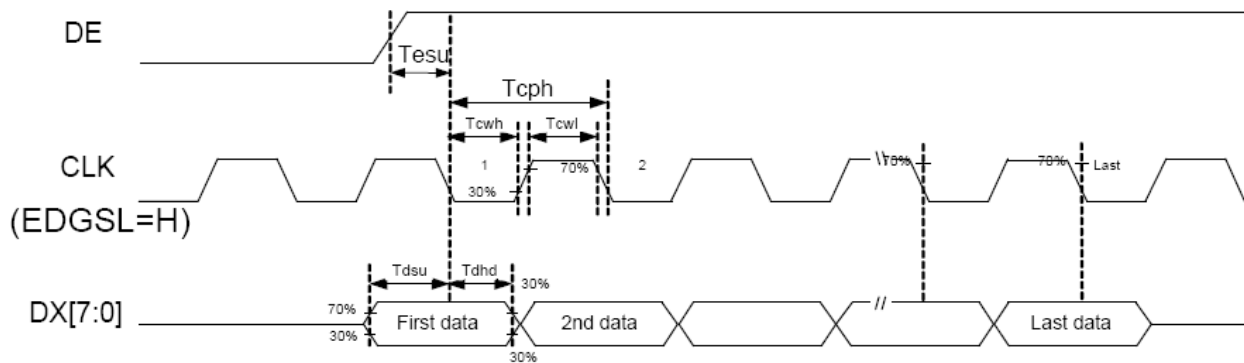 DE
Tesu
Tcph
Tcwh
Tcwl
CLK
1
70%
2
70%
70%
Last
30%
(EDGSL=H)
Tdsu
Tdhd
30%
70%
DX[7:0]
First data
2nd data
//
Last data
30%
30%